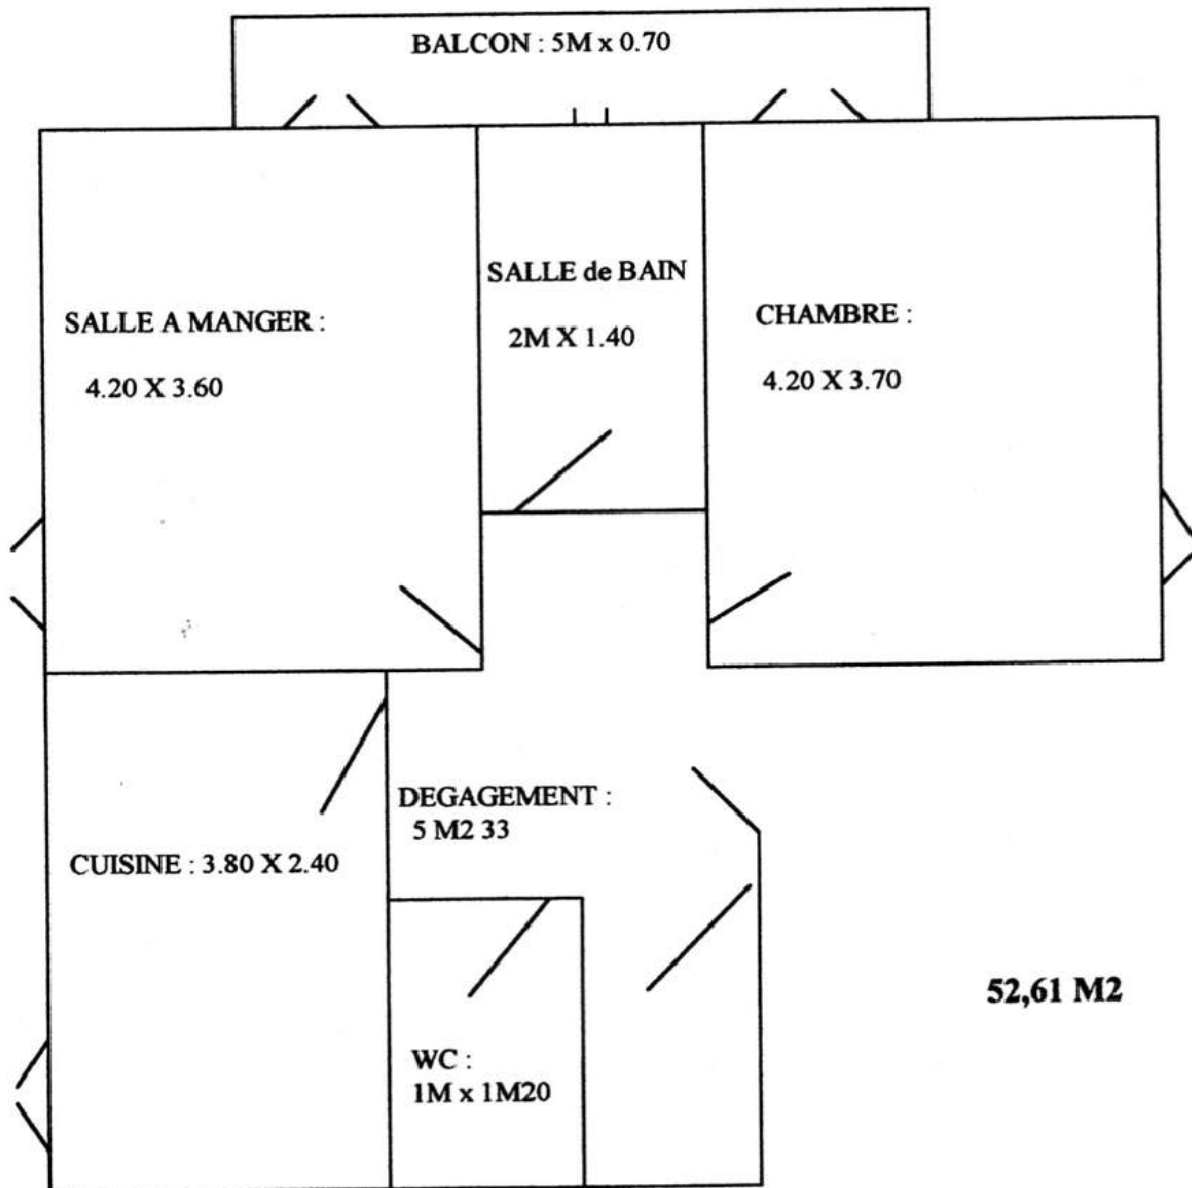 BALCON : 5M x 0.70
SALLE A MANGER :
4.20 X 3.60
SALLE de BAIN
2M X 1.40
CHAMBRE :
4.20 X 3.70
DEGAGEMENT :
5 M2 33
CUISINE : 3.80 X 2.40
WC :
1M x 1M20
52,61 M2